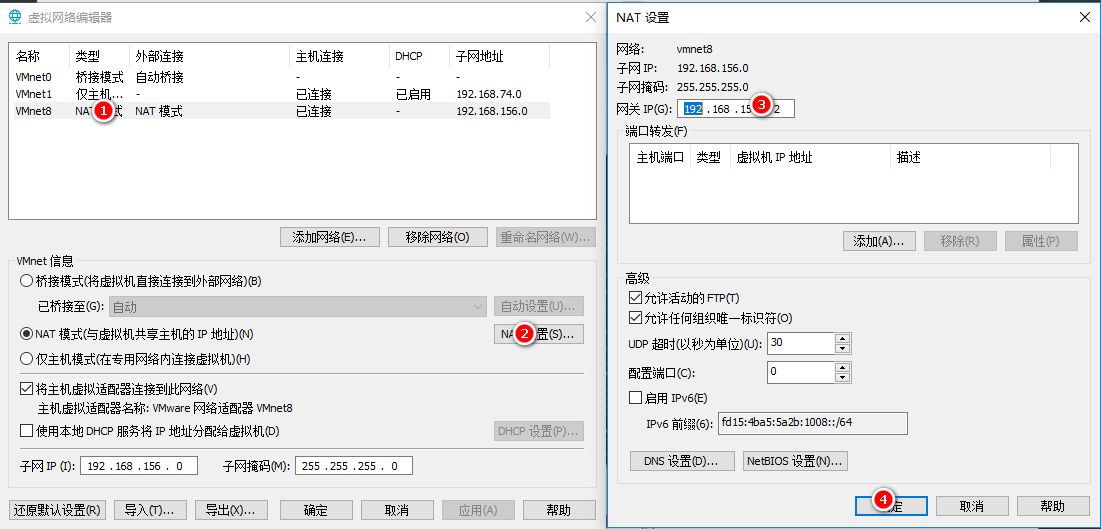 虚拟网络编辑器
名称 类型 外部连接 主机连接 DHCP 子网地址
VMnet0 桥接模式 自动桥接 - - -
VMnet1 仅主机... - 已连接 已启用 192.168.74.0
VMnet8 NAT 式 NAT 模式 已连接 - 192.168.156.0
1
添加网络(E)... 移除网络(O) 重命名网络(W)...
VMnet 信息
桥接模式(将虚拟机直接连接到外部网络)(B)
已桥接至(G): 自动 自动设置(U)...
NAT 模式(与虚拟机共享主机的 IP 地址)(N) 置(S)...
2
仅主机模式(在专用网络内连接虚拟机)(H)
将主机虚拟适配器连接到此网络(V)
主机虚拟适配器名称: VMware 网络适配器 VMnet8
使用本地 DHCP 服务将 IP 地址分配给虚拟机(D) DHCP 设置(P)...
子网 IP (I): 192 .168 .156 . 0 子网掩码(M): 255 .255 .255 . 0
还原默认设置(R) 导入(T)... 导出(X)... 确定 取消 应用(A) 帮助
NAT 设置
网络: vmnet8
子网 IP: 192.168.156.0
子网掩码: 255.255.255.0
网关 IP(G): 192 . 168 . 15 2
3
端口转发(F)
主机端口 类型 虚拟机 IP 地址 描述
添加(A)... 移除(R) 属性(P)
高级
允许活动的 FTP(T)
允许任何组织唯一标识符(O)
UDP 超时(以秒为单位)(U): 30
配置端口(C): 0
启用 IPv6(E)
IPv6 前缀(6): fd15:4ba5:5a2b:1008::/64
DNS 设置(D)... NetBIOS 设置(N)...
4
定 取消 帮助